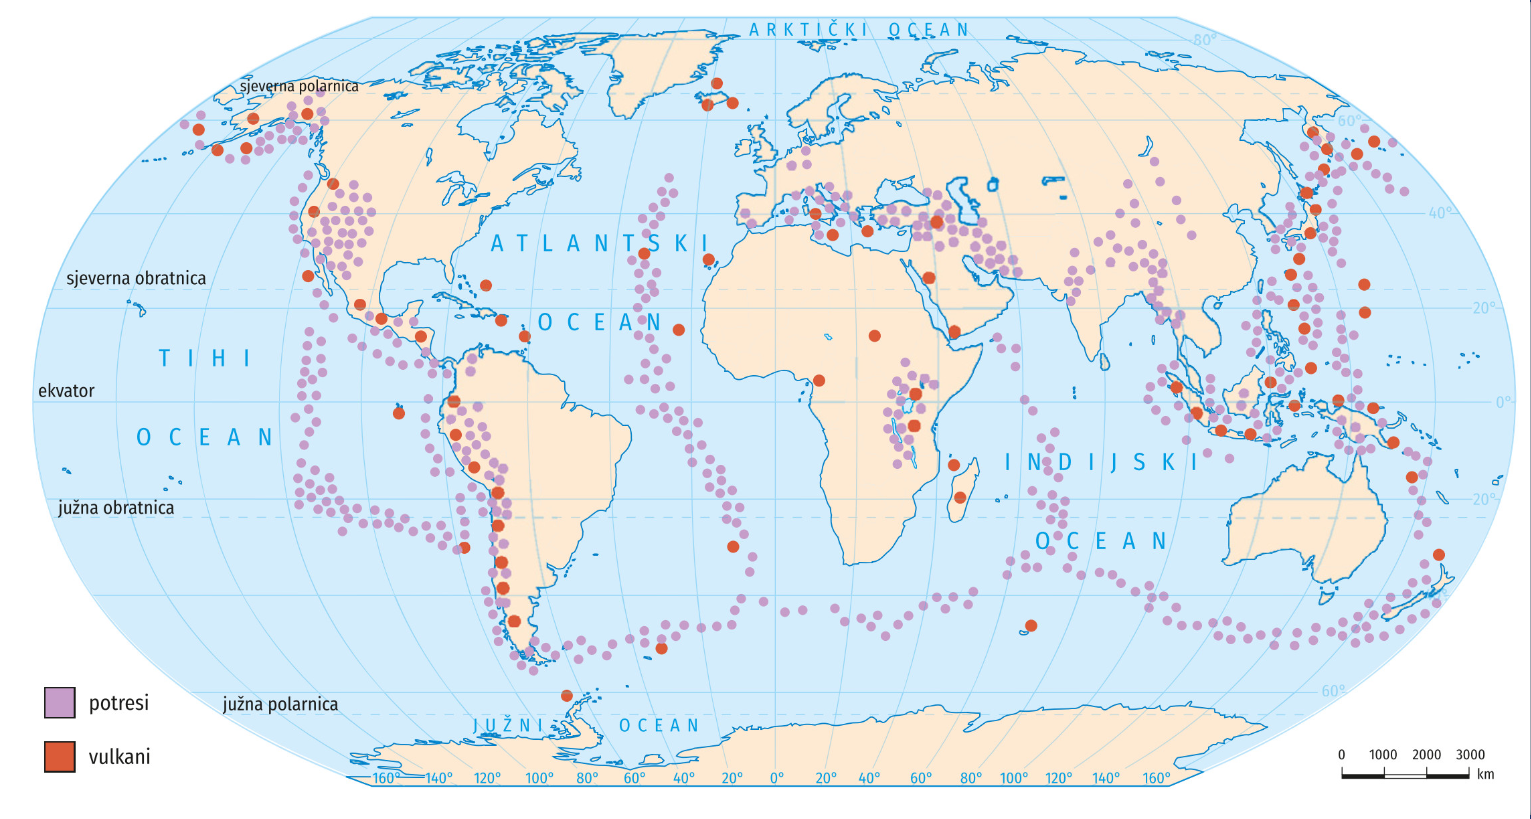 ARKTIČKI OCEAN
80°
sjeverna polarnica
60°
40°
ATLANTSKI
sjeverna obratnica
20°
OCEAN
TIHI
ekvator
0°
OCEAN
INDIJSKI
20°
južna obratnica
OCEAN
60°
potresi
južna polarnica
JUŽNI OCEAN
vulkani
0 1000 2000 3000
km
160° 140° 120° 100° 80° 60° 40° 20° 0° 20° 40° 60° 80° 100° 120° 140° 160°